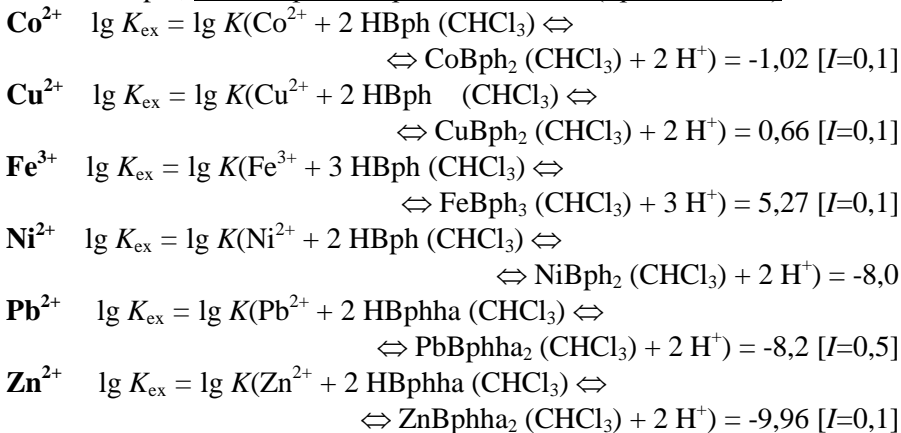 Co²⁺ lg Kₑₓ = lg K(Co²⁺ + 2 HBph (CHCl₃) ⇔
⇔ CoBph₂ (CHCl₃) + 2 H⁺) = -1,02 [I=0,1]
Cu²⁺ lg Kₑₓ = lg K(Cu²⁺ + 2 HBph (CHCl₃) ⇔
⇔ CuBph₂ (CHCl₃) + 2 H⁺) = 0,66 [I=0,1]
Fe³⁺ lg Kₑₓ = lg K(Fe³⁺ + 3 HBph (CHCl₃) ⇔
⇔ FeBph₃ (CHCl₃) + 3 H⁺) = 5,27 [I=0,1]
Ni²⁺ lg Kₑₓ = lg K(Ni²⁺ + 2 HBph (CHCl₃) ⇔
⇔ NiBph₂ (CHCl₃) + 2 H⁺) = -8,0
Pb²⁺ lg Kₑₓ = lg K(Pb²⁺ + 2 HBphha (CHCl₃) ⇔
⇔ PbBphha₂ (CHCl₃) + 2 H⁺) = -8,2 [I=0,5]
Zn²⁺ lg Kₑₓ = lg K(Zn²⁺ + 2 HBphha (CHCl₃) ⇔
⇔ ZnBphha₂ (CHCl₃) + 2 H⁺) = -9,96 [I=0,1]